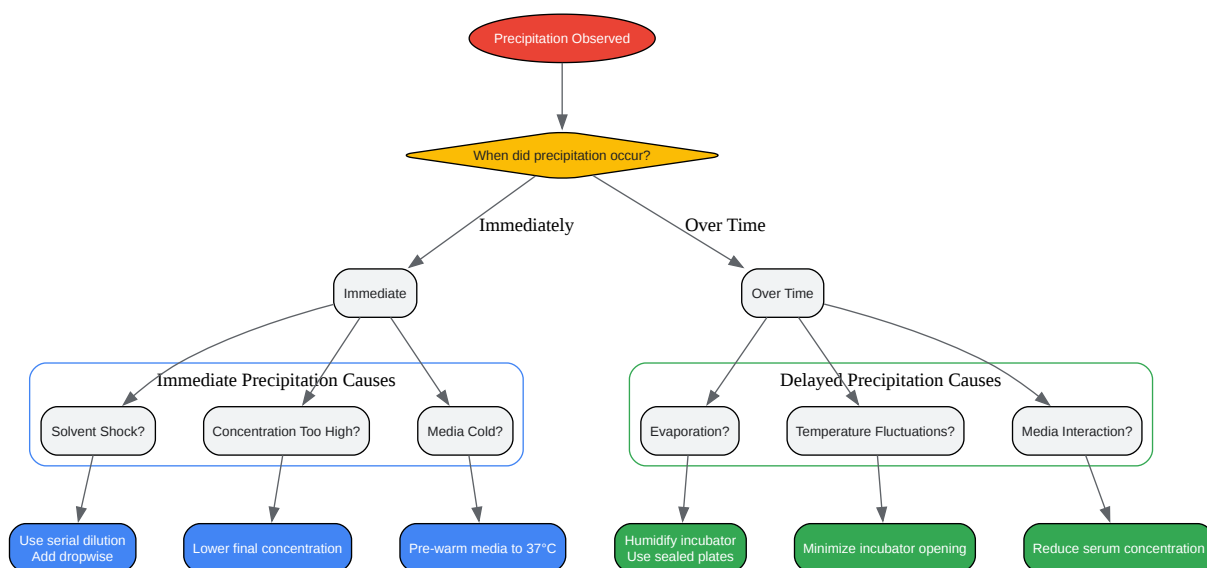 Precipitation Observed
When did precipitation occur?
Immediately
Over Time
Immediate
Over Time
Immediate Precipitation Causes
Delayed Precipitation Causes
Solvent Shock?
Concentration Too High?
Media Cold?
Evaporation?
Temperature Fluctuations?
Media Interaction?
Use serial dilution
Add dropwise
Lower final concentration
Pre-warm media to 37°C
Humidify incubator
Use sealed plates
Minimize incubator opening
Reduce serum concentration